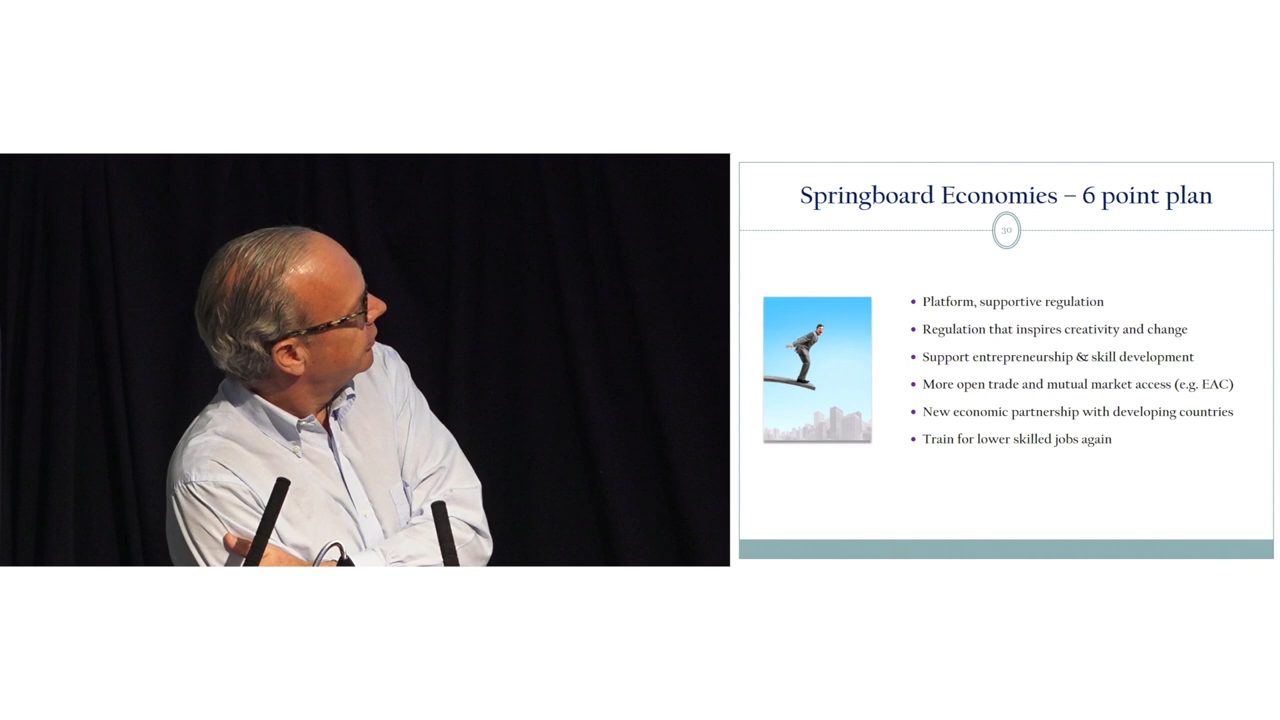 Springboard Economies – 6 point plan
30
• Platform, supportive regulation
• Regulation that inspires creativity and change
• Support entrepreneurship & skill development
• More open trade and mutual market access (e.g. EAC)
• New economic partnership with developing countries
• Train for lower skilled jobs again